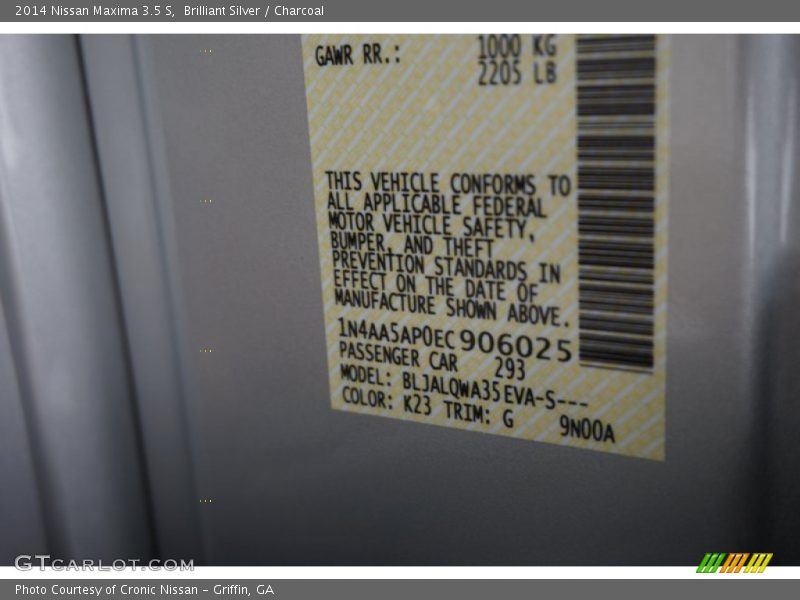 2014 Nissan Maxima 3.5 S, Brilliant Silver / Charcoal
GAWR RR.: 1000 KG
2205 LB
THIS VEHICLE CONFORMS TO
ALL APPLICABLE FEDERAL
MOTOR VEHICLE SAFETY,
BUMPER, AND THEFT
PREVENTION STANDARDS IN
EFFECT ON THE DATE OF
MANUFACTURE SHOWN ABOVE.
1N4AA5AP0EC906025
PASSENGER CAR 293
MODEL: BLJALQWA35EVA-S---
COLOR: K23 TRIM: G 9N00A
GTCARLOT.COM
Photo Courtesy of Cronic Nissan - Griffin, GA